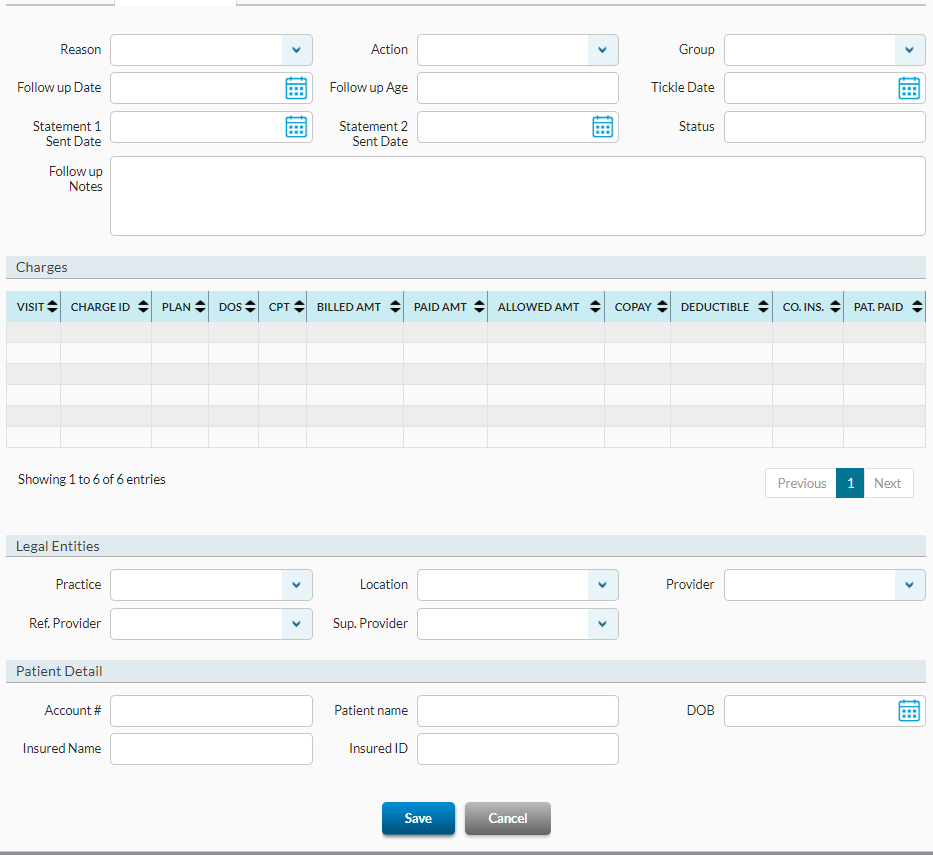 Reason Action Group
Follow up Date Follow up Age Tickle Date
Statement 1 Statement 2 Status
Sent Date Sent Date
Follow up
Notes
Charges
VISIT CHARGE ID PLAN DOS CPT BILLED AMT PAID AMT ALLOWED AMT COPAY DEDUCTIBLE CO. INS. PAT. PAID
Showing 1 to 6 of 6 entries
Previous 1 Next
Legal Entities
Practice Location Provider
Ref. Provider Sup. Provider
Patient Detail
Account # Patient name DOB
Insured Name Insured ID
Save Cancel